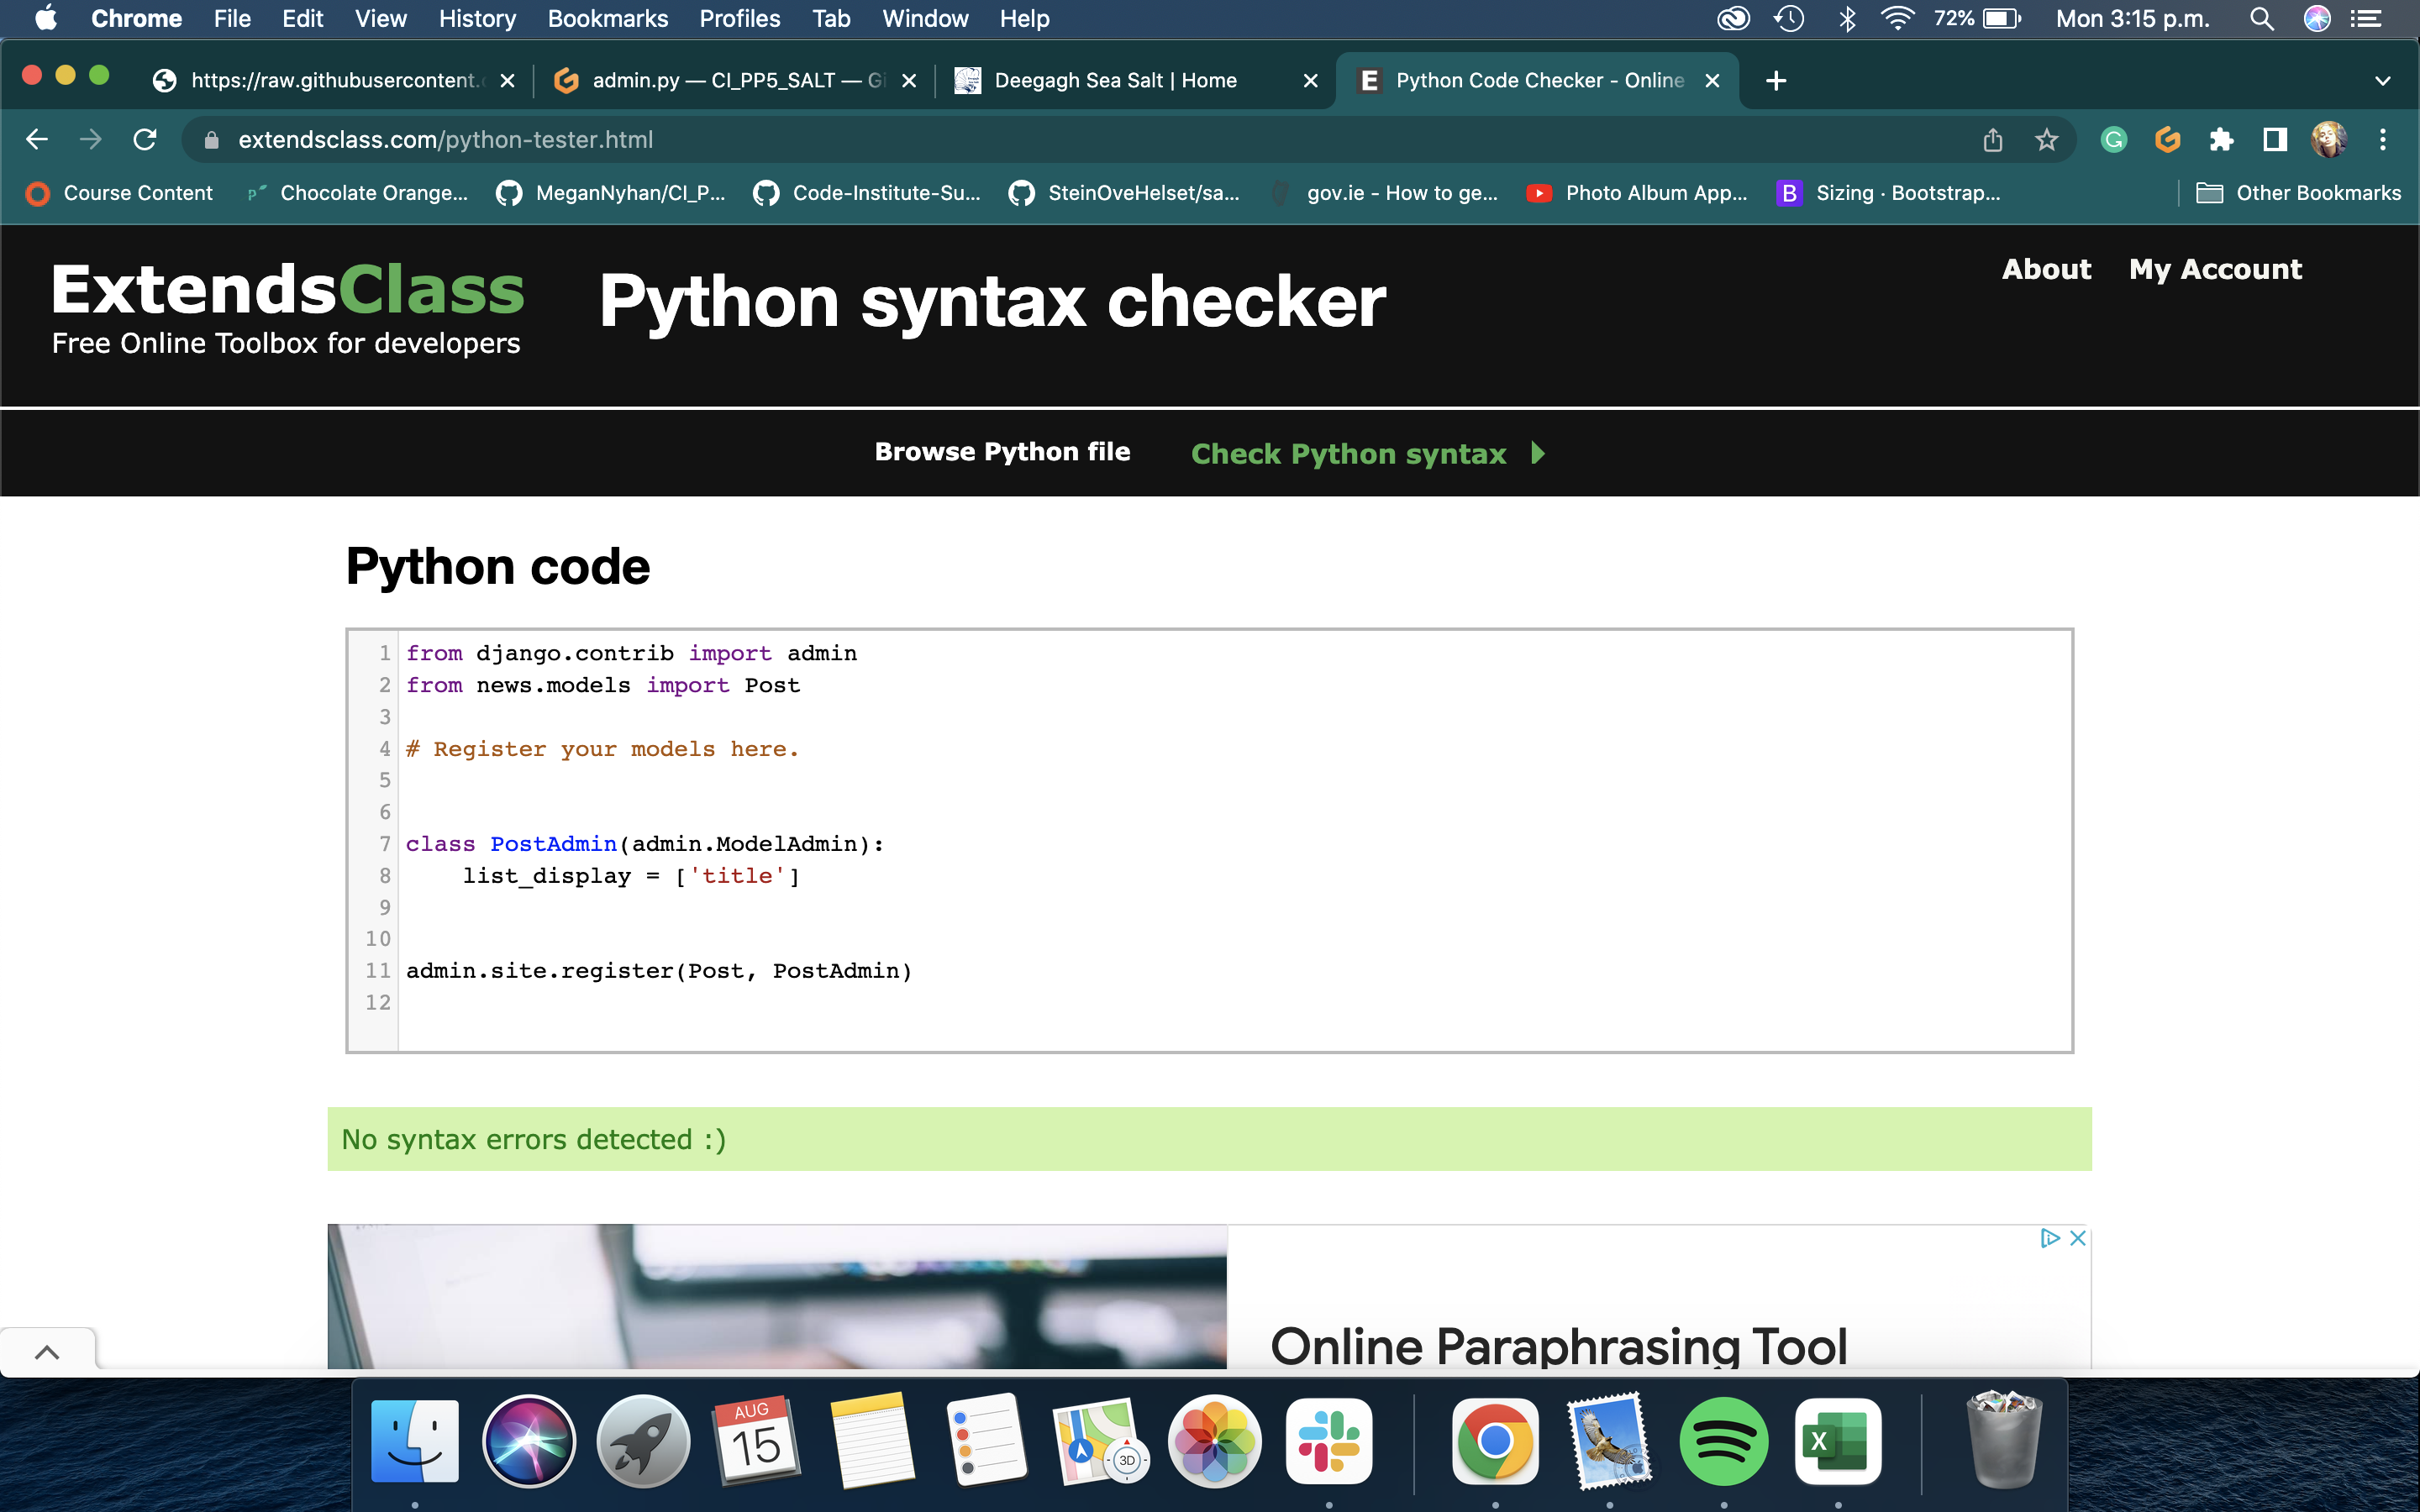 Chrome File Edit View History Bookmarks Profiles Tab Window Help 72% Mon 3:15 p.m.
https://raw.githubusercontent.c admin.py — CI_PP5_SALT — Gi Deegagh Sea Salt | Home E Python Code Checker - Online
extendsclass.com/python-tester.html
Course Content Chocolate Orange... MeganNyhan/CI_P... Code-Institute-Su... SteinOveHelset/sa... gov.ie - How to ge... Photo Album App... B Sizing · Bootstrap... Other Bookmarks
ExtendsClass Python syntax checker About My Account
Free Online Toolbox for developers
Browse Python file Check Python syntax
Python code
1 from django.contrib import admin
2 from news.models import Post
3
4 # Register your models here.
5
6
7 class PostAdmin(admin.ModelAdmin):
8 list_display = ['title']
9
10
11 admin.site.register(Post, PostAdmin)
12
No syntax errors detected :)
Online Paraphrasing Tool
AUG
15
3D
X